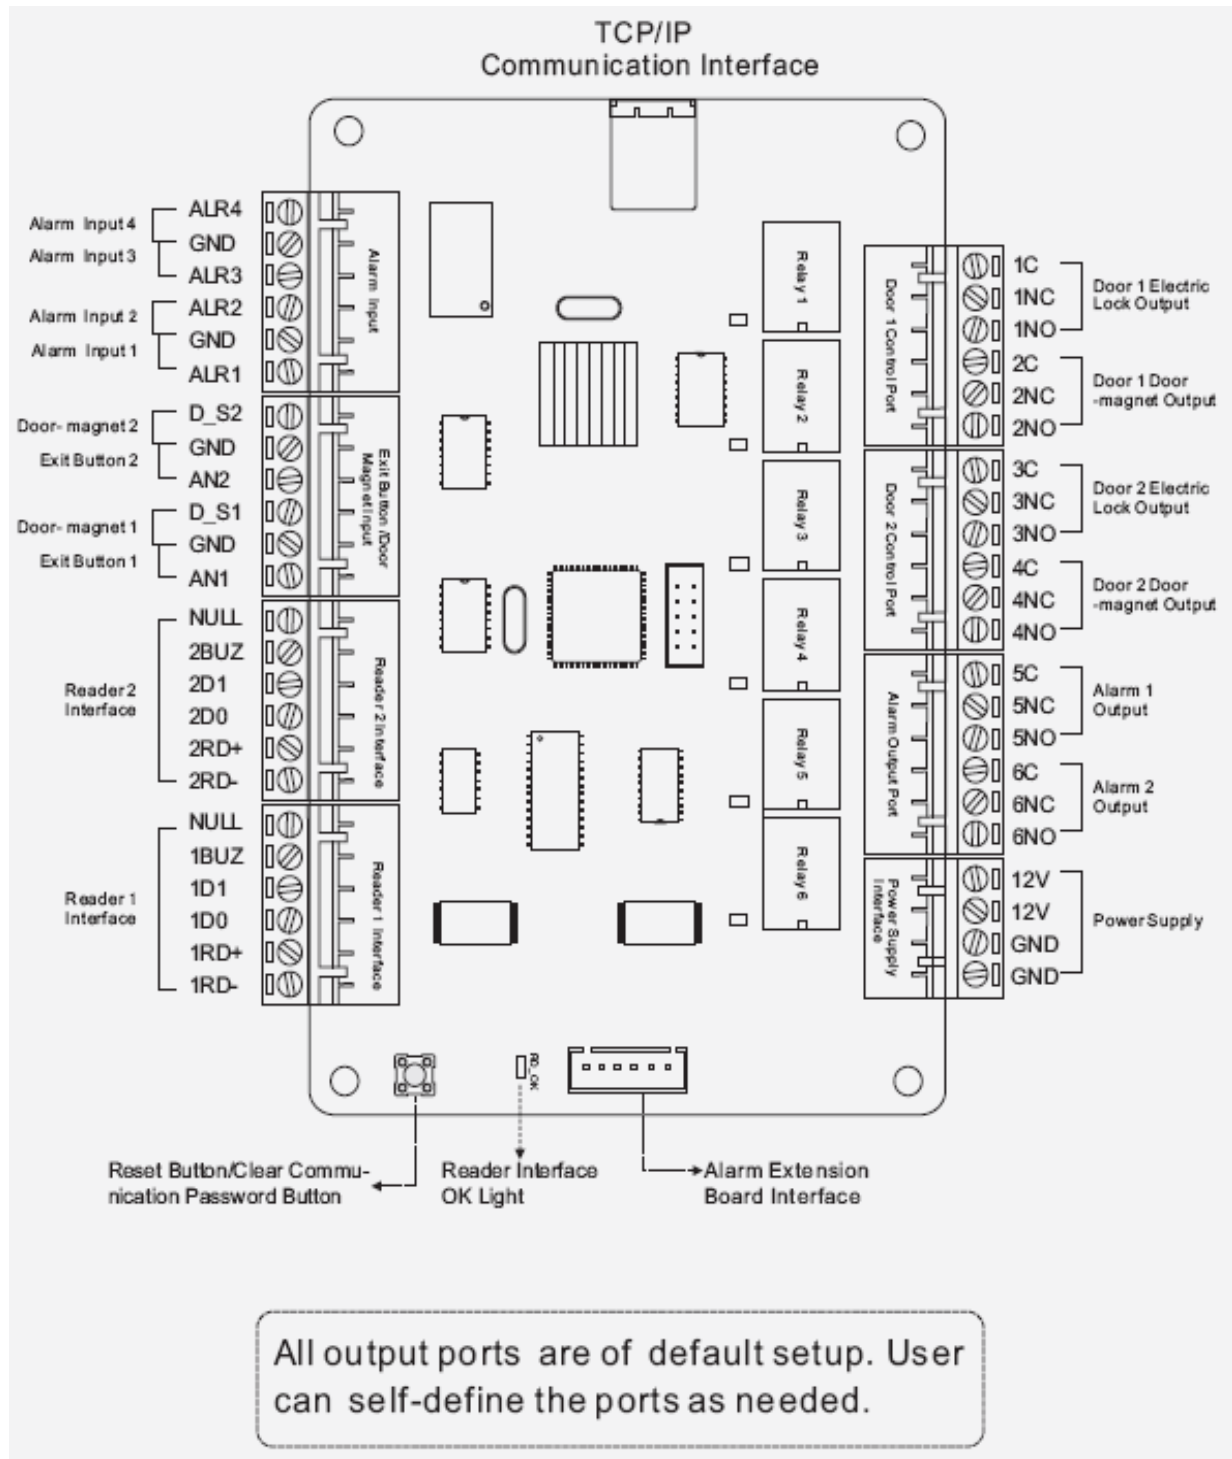 TCP/IP
Communication Interface
Alarm Input 4
Alarm Input 3
Alarm Input 2
Alarm Input 1
Door- magnet 2
Exit Button 2
Door- magnet 1
Exit Button 1
Reader 2
Interface
Reader 1
Interface
ALR4
GND
ALR3
ALR2
GND
ALR1
D_S2
GND
AN2
D_S1
GND
AN1
NULL
2BUZ
2D1
2D0
2RD+
2RD-
NULL
1BUZ
1D1
1D0
1RD+
1RD-
Alarm Input
Exit Button /Door
Magnet Input
Reader 2 Interface
Reader 1 Interface
Relay 1
Relay 2
Relay 3
Relay 4
Relay 5
Relay 6
Door 1 Control Port
Door 2 Control Port
Alarm Output Port
Power Supply
Interface
1C
1NC
1NO
2C
2NC
2NO
3C
3NC
3NO
4C
4NC
4NO
5C
5NC
5NO
6C
6NC
6NO
12V
12V
GND
GND
Door 1 Electric
Lock Output
Door 1 Door
-magnet Output
Door 2 Electric
Lock Output
Door 2 Door
-magnet Output
Alarm 1
Output
Alarm 2
Output
Power Supply
RD_OK
Reset Button/Clear Commu-
nication Password Button
Reader Interface
OK Light
Alarm Extension
Board Interface
All output ports are of default setup. User
can self-define the ports as needed.